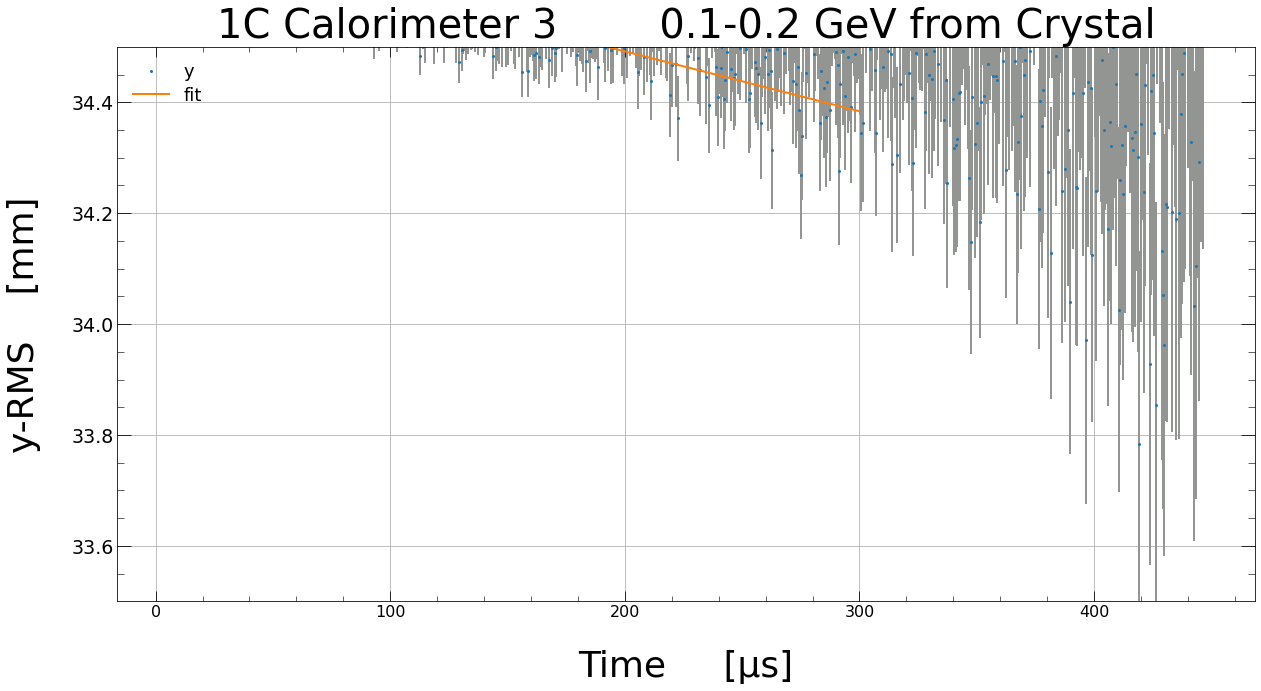 1C Calorimeter 3 0.1-0.2 GeV from Crystal
y
fit
34.4
34.2
34.0
33.8
33.6
y-RMS [mm]
0 100 200 300 400
Time [μs]